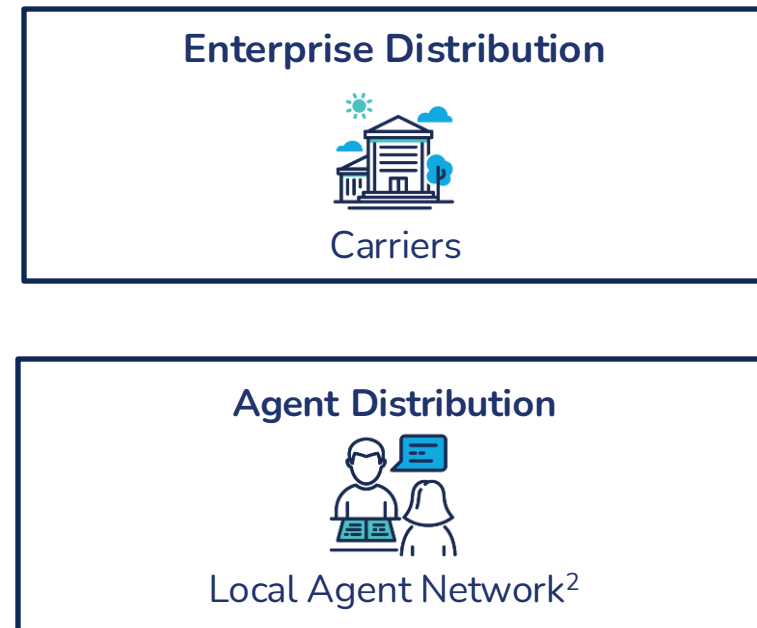 Enterprise Distribution
Carriers
Agent Distribution
Local Agent Network²